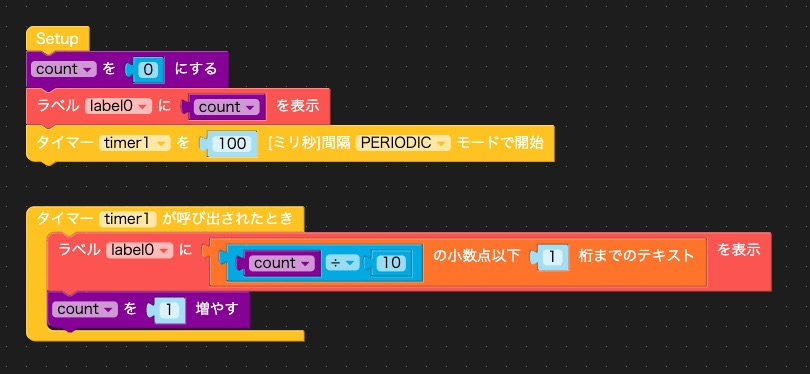 Setup
count を 0 にする
ラベル label0 に count を表示
タイマー timer1 を 100 [ミリ秒]間隔 PERIODIC モードで開始
タイマー timer1 が呼び出されたとき
ラベル label0 に count ÷ 10 の小数点以下 1 桁までのテキスト を表示
count を 1 増やす